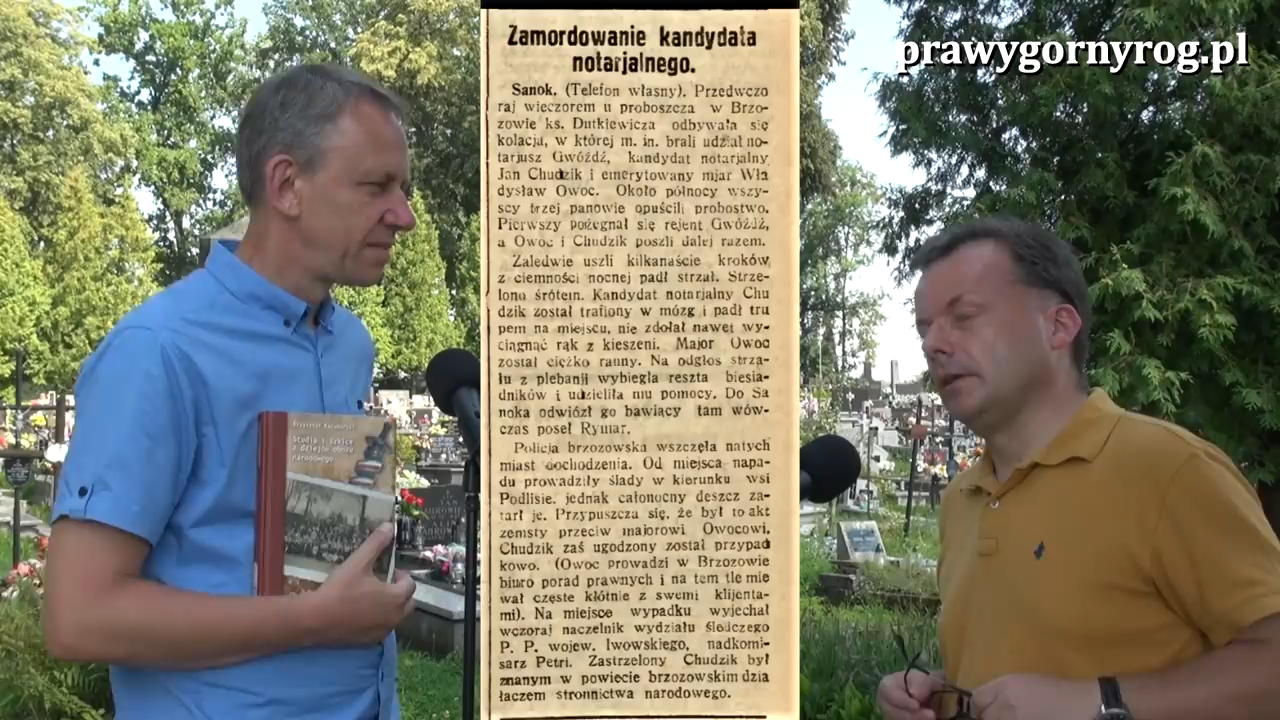 prawygornyrog.pl
Zamordowanie kandydata
notarjalnego.
Sanok. (Telefon własny). Przedwczo
raj wieczorem u proboszcza w Brzo-
zowie ks. Dutkiewicza odbywała się
kolacja, w której m. in. brali udział no-
tarjusz Gwóźdź, kandydat notarjalny
Jan Chudzik i emerytowany mjar Wła
dysław Owoc. Około północy wszy-
scy trzej panowie opuścili probostwo.
Pierwszy pożegnał się rejent Gwóźdź,
a Owoc i Chudzik poszli dalej razem.
Zaledwie uszli kilkanaście kroków
z ciemności nocnej padł strzał. Strze-
lono śrótem. Kandydat notarjalny Chu
dzik został trafiony w mózg i padł tru
pem na miejscu, nie zdołał nawet wy-
ciągnąć rąk z kieszeni. Major Owoc
został ciężko ranny. Na odgłos strza-
łu z plebanji wybiegła reszta biesia-
dników i udzieliła mu pomocy. Do Sa
noka odwiózł go bawiący tam wów-
czas poseł Rymar.
Policja brzozowska wszczęła natych
miast dochodzenia. Od miejsca napa-
du prowadziły ślady w kierunku wsi
Podlisie, jednak całonocny deszcz za-
tarł je. Przypuszcza się, że był to akt
zemsty przeciw majorowi Owocowi,
Chudzik zaś ugodzony został przypad
kowo. (Owoc prowadzi w Brzozowie
biuro porad prawnych i na tem tle mie
wał częste kłótnie z swemi klijenta-
mi). Na miejsce wypadku wyjechał
wczoraj naczelnik wydziału śledczego
P. P. wojew. lwowskiego, nadkomi-
sarz Petri. Zastrzelony Chudzik był
znanym w powiecie brzozowskim dzia
łaczem stronnictwa narodowego.
Krzysztof Kaczmarski
Studia i szkice
z dziejów obozu
narodowego